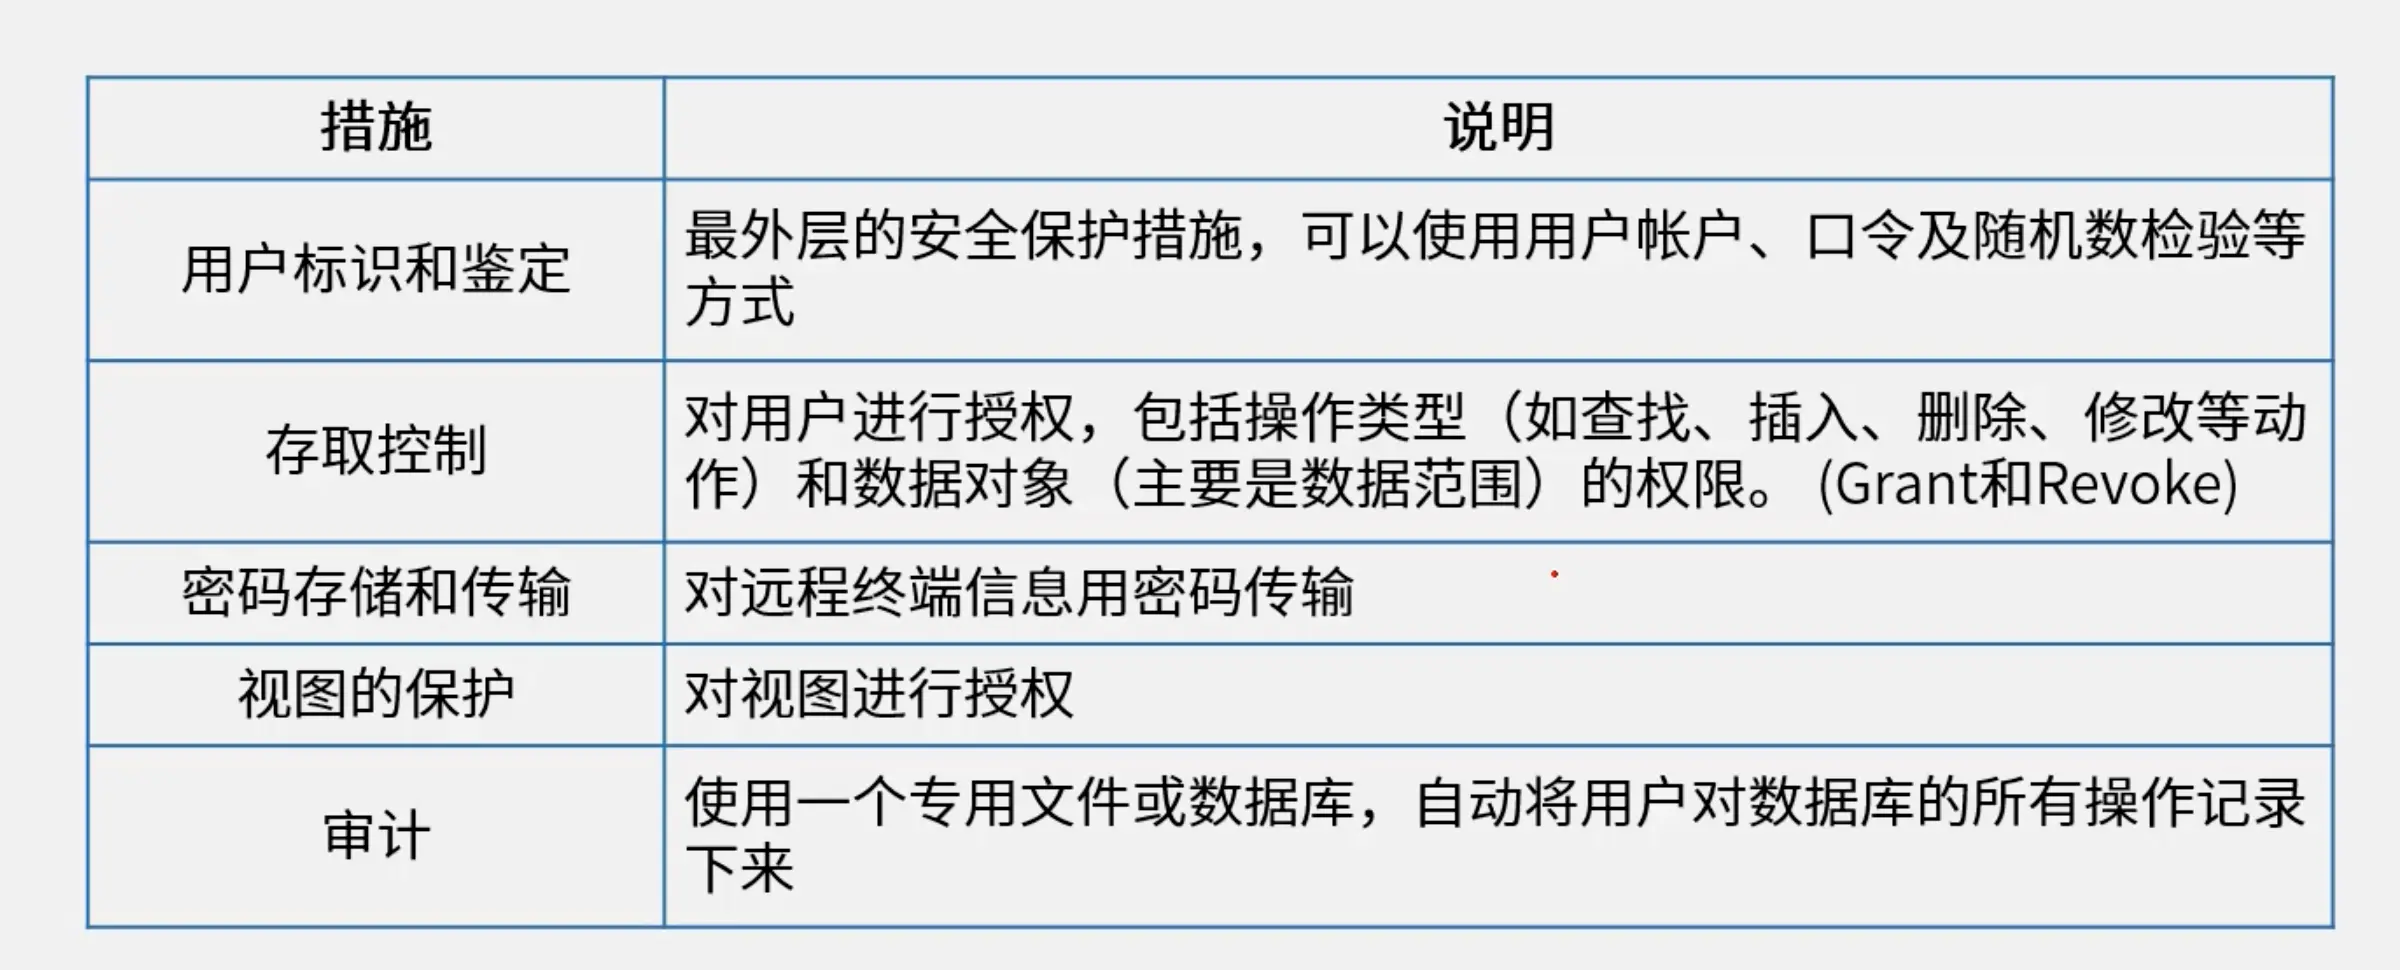 措施
说明
用户标识和鉴定
最外层的安全保护措施，可以使用用户帐户、口令及随机数检验等
方式
存取控制
对用户进行授权，包括操作类型（如查找、插入、删除、修改等动
作）和数据对象（主要是数据范围）的权限。 (Grant和Revoke)
密码存储和传输
对远程终端信息用密码传输
视图的保护
对视图进行授权
审计
使用一个专用文件或数据库，自动将用户对数据库的所有操作记录
下来